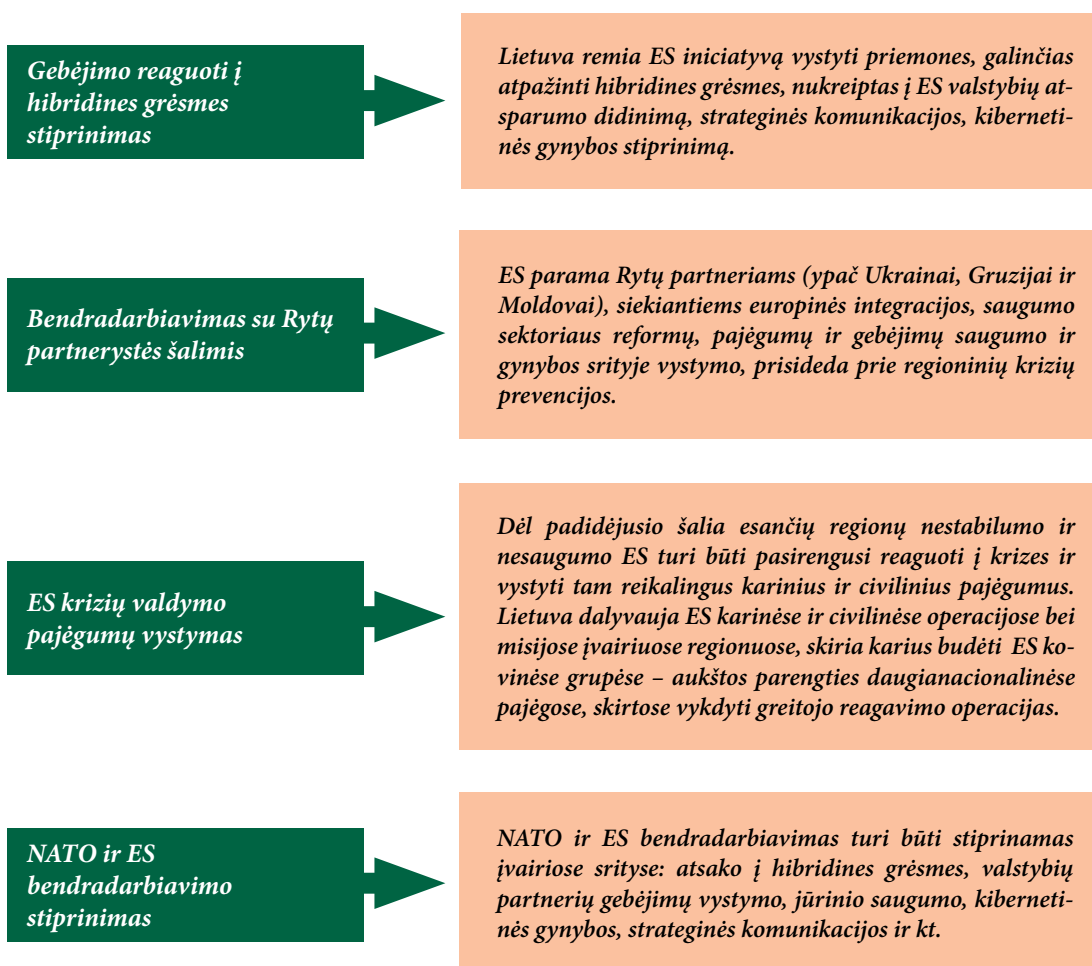 Gebėjimo reaguoti į
hibridines grėsmes
stiprinimas
Lietuva remia ES iniciatyvą vystyti priemones, galinčias
atpažinti hibridines grėsmes, nukreiptas į ES valstybių at-
sparumo didinimą, strateginės komunikacijos, kiberneti-
nės gynybos stiprinimą.
Bendradarbiavimas su Rytų
partnerystės šalimis
ES parama Rytų partneriams (ypač Ukrainai, Gruzijai ir
Moldovai), siekiantiems europinės integracijos, saugumo
sektoriaus reformų, pajėgumų ir gebėjimų saugumo ir
gynybos srityje vystymo, prisideda prie regioninių krizių
prevencijos.
ES krizių valdymo
pajėgumų vystymas
Dėl padidėjusio šalia esančių regionų nestabilumo ir
nesaugumo ES turi būti pasirengusi reaguoti į krizes ir
vystyti tam reikalingus karinius ir civilinius pajėgumus.
Lietuva dalyvauja ES karinėse ir civilinėse operacijose bei
misijose įvairiuose regionuose, skiria karius budėti ES ko-
vinėse grupėse – aukštos parengties daugianacionalinėse
pajėgose, skirtose vykdyti greitojo reagavimo operacijas.
NATO ir ES
bendradarbiavimo
stiprinimas
NATO ir ES bendradarbiavimas turi būti stiprinamas
įvairiose srityse: atsako į hibridines grėsmes, valstybių
partnerių gebėjimų vystymo, jūrinio saugumo, kiberneti-
nės gynybos, strateginės komunikacijos ir kt.